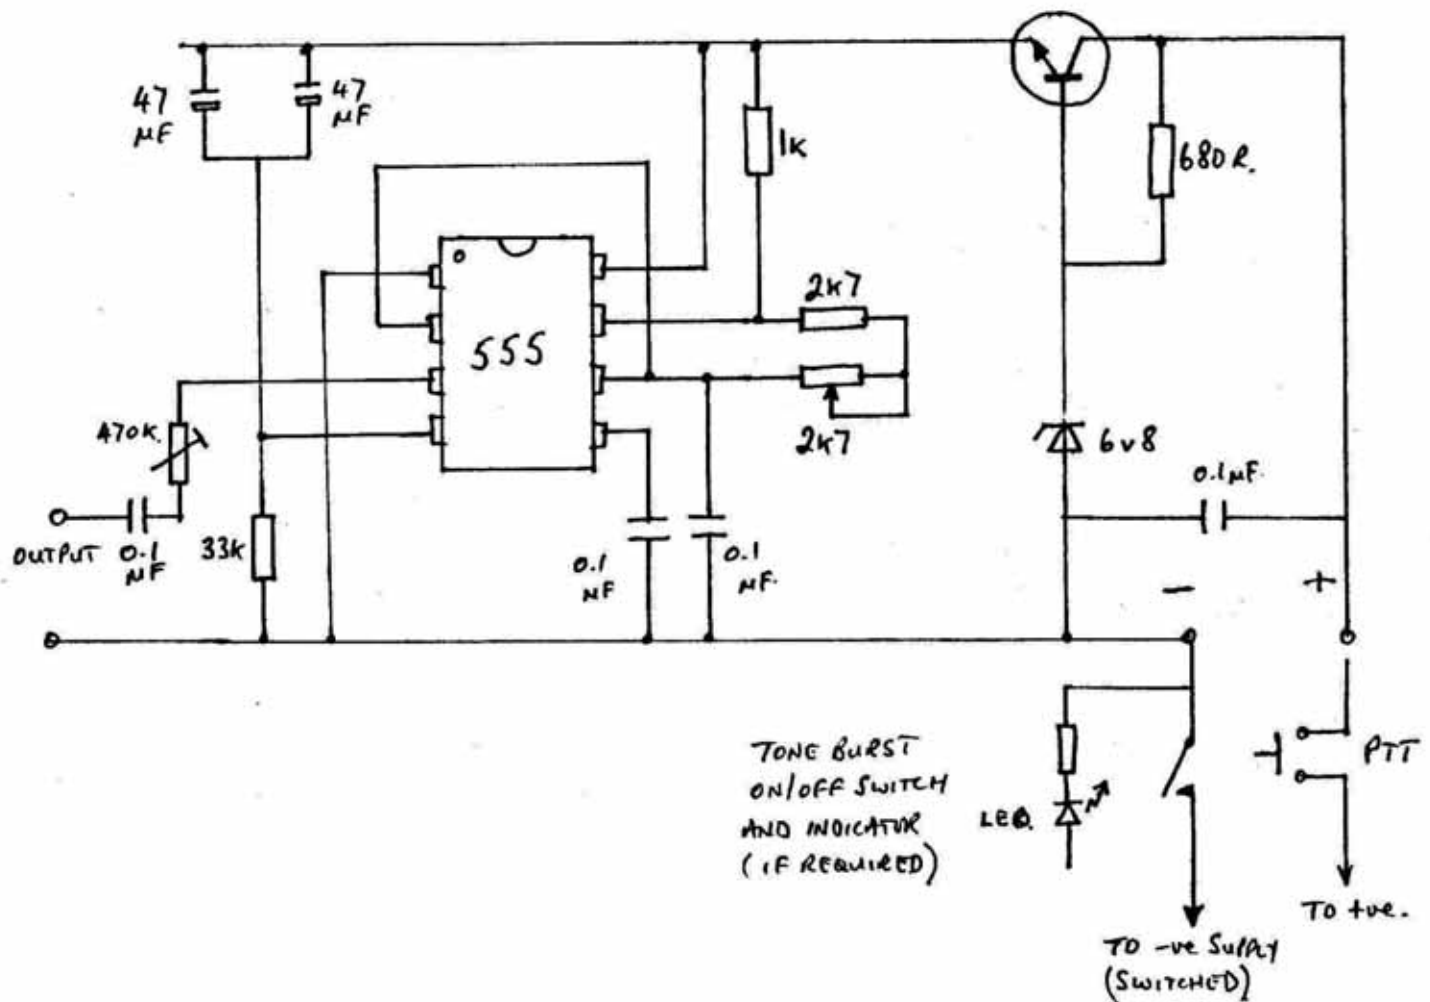 47
µF
47
µF
1K
680R.
555
2K7
2K7
470K.
6V8
0.1µF.
OUTPUT
0.1
µF
33K
0.1
µF
0.1
µF.
-
+
TONE BURST
ON/OFF SWITCH
AND INDICATOR
(IF REQUIRED)
LED.
PTT
TO +ve.
TO -ve SUPPLY
(SWITCHED)